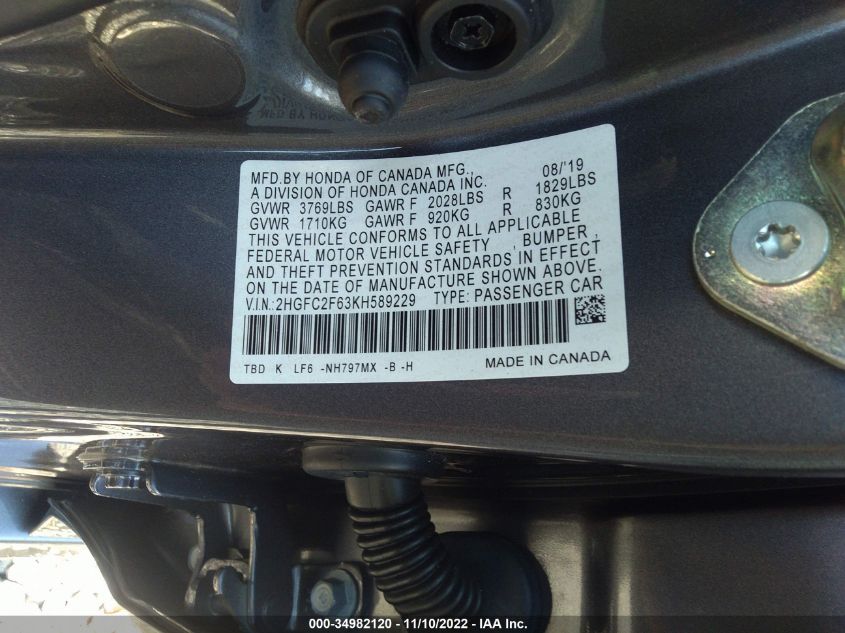 MFD.BY HONDA OF CANADA MFG., 08/'19
A DIVISION OF HONDA CANADA INC.
GVWR 3769LBS GAWR F 2028LBS R 1829LBS
GVWR 1710KG GAWR F 920KG R 830KG
THIS VEHICLE CONFORMS TO ALL APPLICABLE
FEDERAL MOTOR VEHICLE SAFETY , BUMPER ,
AND THEFT PREVENTION STANDARDS IN EFFECT
ON THE DATE OF MANUFACTURE SHOWN ABOVE.
V.I.N.:2HGFC2F63KH589229 TYPE: PASSENGER CAR
TBD K LF6 -NH797MX -B -H MADE IN CANADA
000-34982120 - 11/10/2022 - IAA Inc.